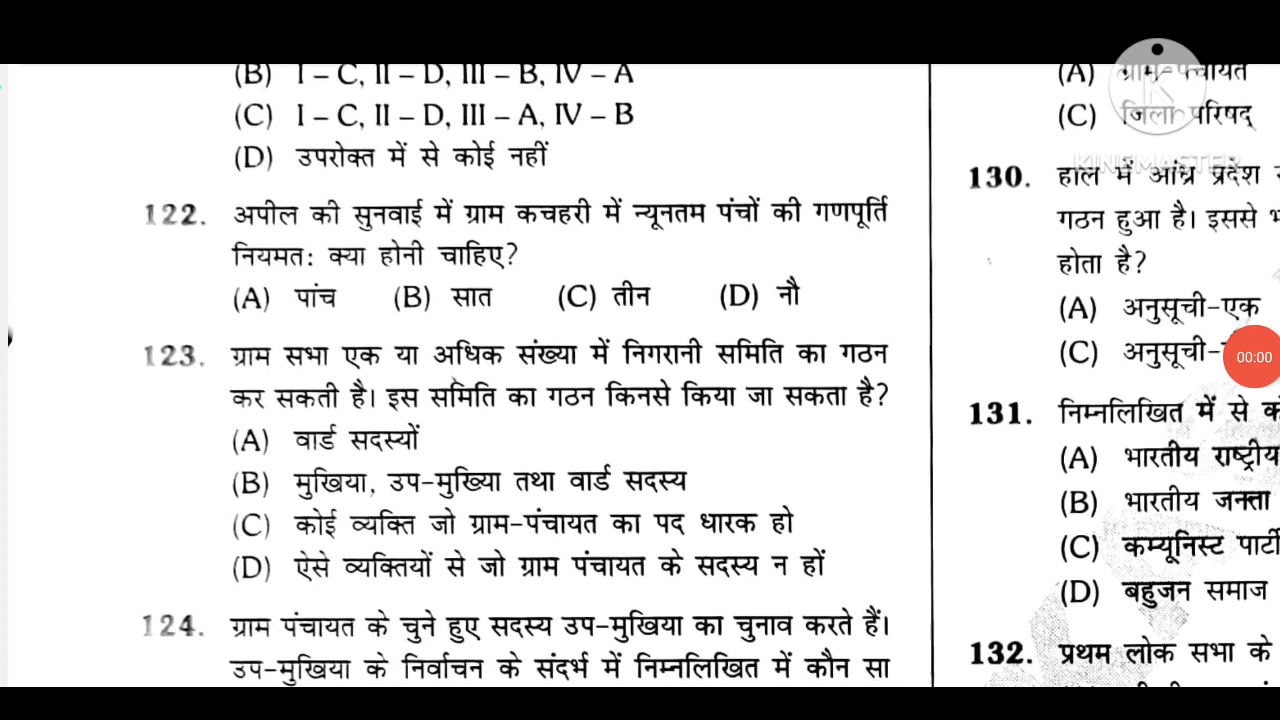 (B) I – C, II – D, III – B, IV – A
(C) I – C, II – D, III – A, IV – B
(D) उपरोक्त में से कोई नहीं
122. अपील की सुनवाई में ग्राम कचहरी में न्यूनतम पंचों की गणपूर्ति
नियमतः क्या होनी चाहिए?
(A) पांच (B) सात (C) तीन (D) नौ
123. ग्राम सभा एक या अधिक संख्या में निगरानी समिति का गठन
कर सकती है। इस समिति का गठन किनसे किया जा सकता है?
(A) वार्ड सदस्यों
(B) मुखिया, उप-मुख्यिा तथा वार्ड सदस्य
(C) कोई व्यक्ति जो ग्राम-पंचायत का पद धारक हो
(D) ऐसे व्यक्तियों से जो ग्राम पंचायत के सदस्य न हों
124. ग्राम पंचायत के चुने हुए सदस्य उप-मुखिया का चुनाव करते हैं।
उप-मुखिया के निर्वाचन के संदर्भ में निम्नलिखित में कौन सा
(A) ग्राम-पंचायत
(C) जिला परिषद्
130. हाल में आंध्र प्रदेश
गठन हुआ है। इससे
होता है?
(A) अनुसूची-एक
(C) अनुसूची-
131. निम्नलिखित में से
(A) भारतीय राष्ट्रीय
(B) भारतीय जनता
(C) कम्यूनिस्ट पार्टी
(D) बहुजन समाज
132. प्रथम लोक सभा के
KINEMASTER
00:00